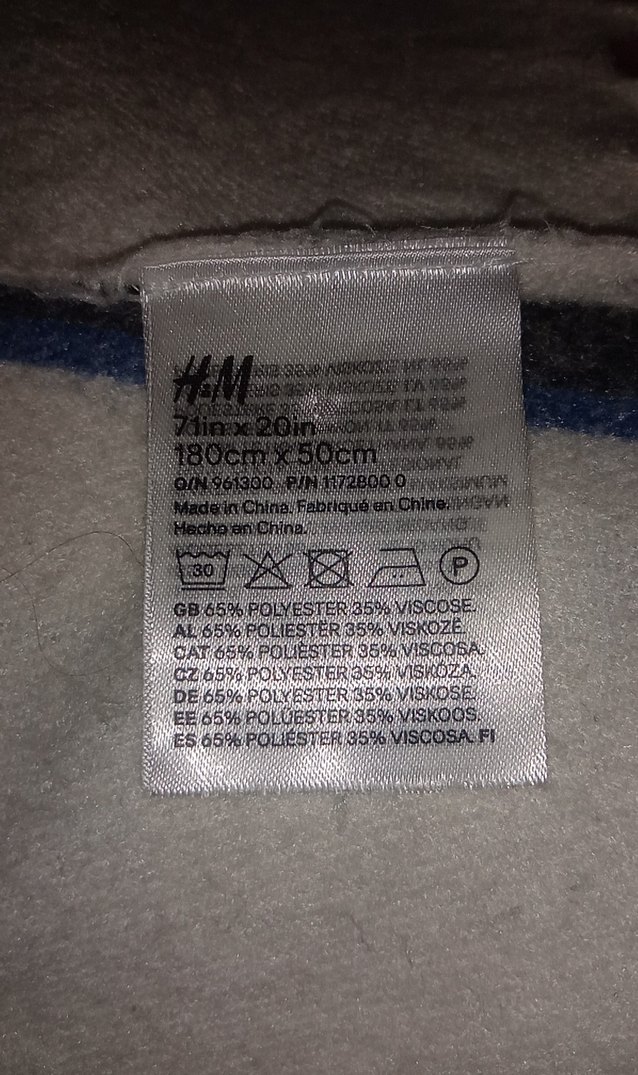 H&M
71in x 20in
180cm x 50cm
O/N 961300 P/N 1172800 0
Made in China. Fabriqué en Chine.
Hecho en China.
30 P
GB 65% POLYESTER 35% VISCOSE.
AL 65% POLIESTËR 35% VISKOZË.
CAT 65% POLIÈSTER 35% VISCOSA.
CZ 65% POLYESTER 35% VISKÓZA.
DE 65% POLYESTER 35% VISKOSE.
EE 65% POLÜESTER 35% VISKOOS.
ES 65% POLIÉSTER 35% VISCOSA. FI